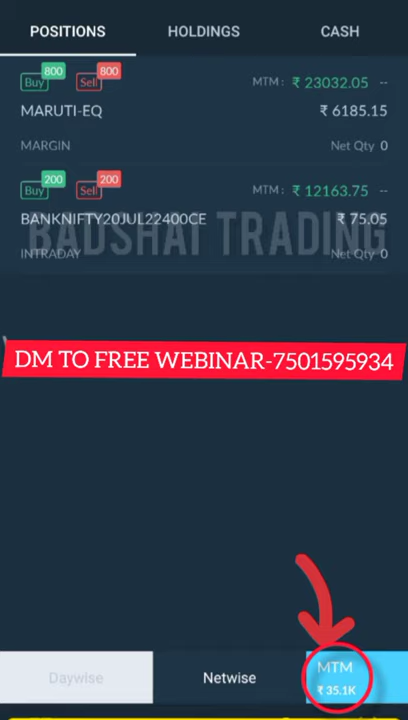 POSITIONS HOLDINGS CASH
800 800
Buy Sell MTM : ₹ 23032.05 --
MARUTI-EQ ₹ 6185.15
MARGIN Net Qty 0
200 200
Buy Sell MTM : ₹ 12163.75 --
BANKNIFTY20JUL22400CE ₹ 75.05
BADSHAI TRADING
INTRADAY Net Qty 0
DM TO FREE WEBINAR-7501595934
Daywise Netwise MTM
₹ 35.1K